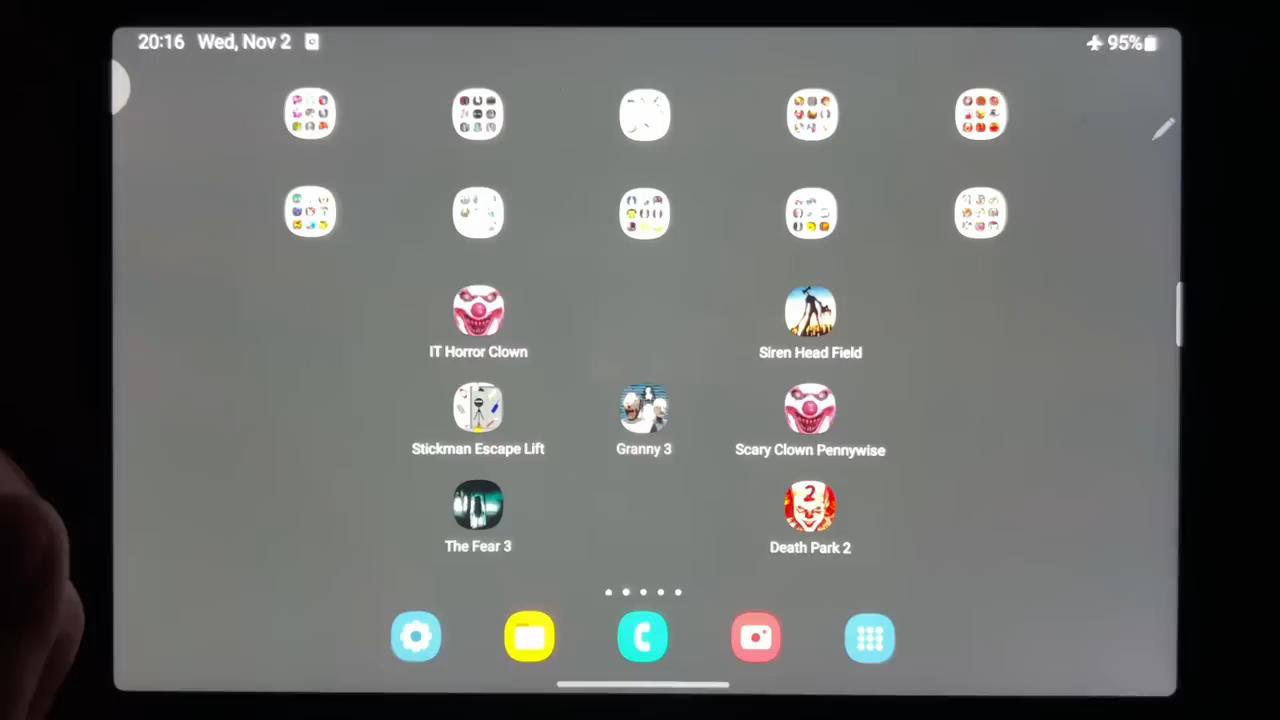 20:16 Wed, Nov 2
95%
IT Horror Clown
Siren Head Field
Stickman Escape Lift
Granny 3
Scary Clown Pennywise
2
The Fear 3
Death Park 2